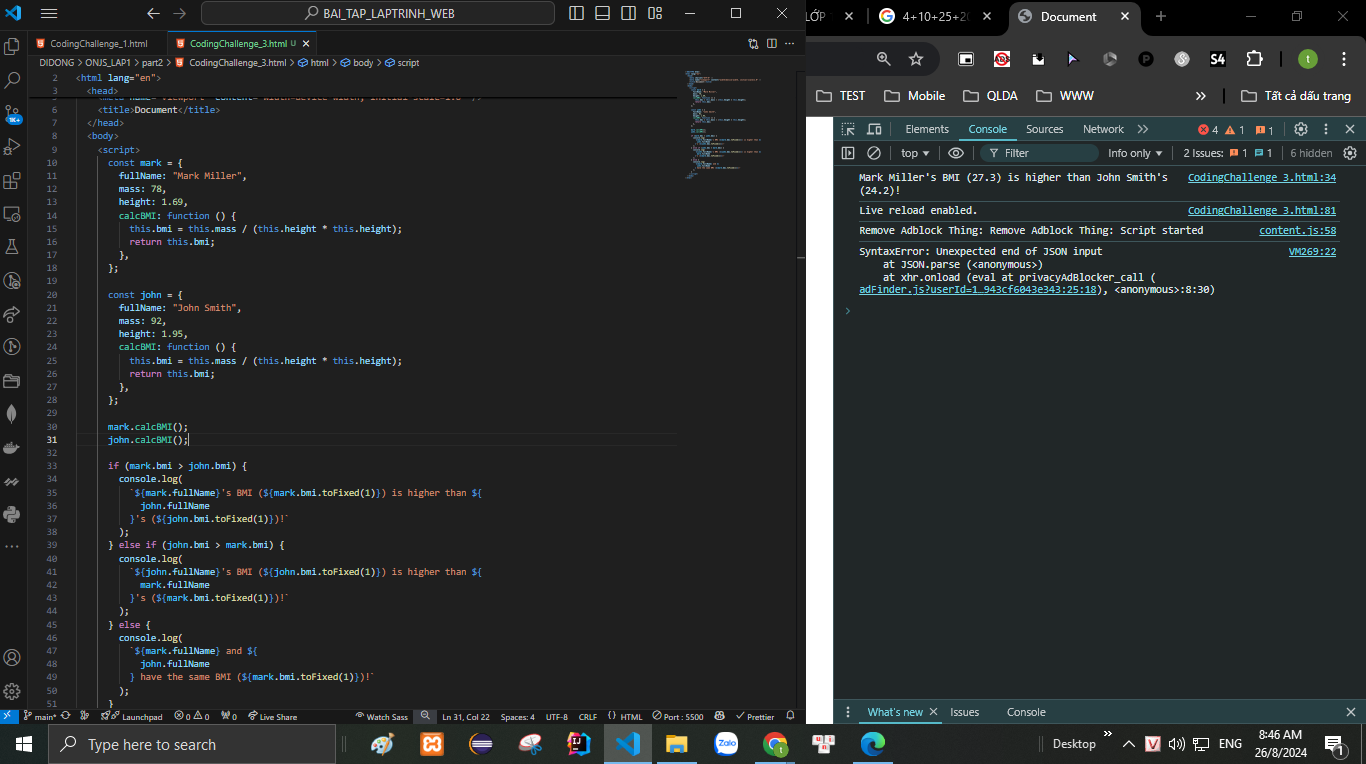 BAI_TAP_LAPTRINH_WEB
CodingChallenge_1.html
CodingChallenge_3.html U
DIDONG > ONJS_LAP1 > part2 > CodingChallenge_3.html > html > body > script
2 <html lang="en">
3 <head>
6 <title>Document</title>
7 </head>
8 <body>
9 <script>
10 const mark = {
11 fullName: "Mark Miller",
12 mass: 78,
13 height: 1.69,
14 calcBMI: function () {
15 this.bmi = this.mass / (this.height * this.height);
16 return this.bmi;
17 },
18 };
19
20 const john = {
21 fullName: "John Smith",
22 mass: 92,
23 height: 1.95,
24 calcBMI: function () {
25 this.bmi = this.mass / (this.height * this.height);
26 return this.bmi;
27 },
28 };
29
30 mark.calcBMI();
31 john.calcBMI();
32
33 if (mark.bmi > john.bmi) {
34 console.log(
35 `${mark.fullName}'s BMI (${mark.bmi.toFixed(1)}) is higher than ${
36 john.fullName
37 }'s (${john.bmi.toFixed(1)})!`
38 );
39 } else if (john.bmi > mark.bmi) {
40 console.log(
41 `${john.fullName}'s BMI (${john.bmi.toFixed(1)}) is higher than ${
42 mark.fullName
43 }'s (${mark.bmi.toFixed(1)})!`
44 );
45 } else {
46 console.log(
47 `${mark.fullName} and ${
48 john.fullName
49 } have the same BMI (${mark.bmi.toFixed(1)})!`
50 );
51 }
1K+
main* Launchpad 0 0 0 Live Share Watch Sass Ln 31, Col 22 Spaces: 4 UTF-8 CRLF HTML Port : 5500 Prettier
LỚP
4+10+25+20
Document
ABP
S4
t
TEST Mobile QLDA WWW » Tất cả dấu trang
Elements Console Sources Network » 4 1 1
top Filter Info only 2 Issues: 1 1 6 hidden
Mark Miller's BMI (27.3) is higher than John Smith's CodingChallenge 3.html:34
(24.2)!
Live reload enabled. CodingChallenge 3.html:81
Remove Adblock Thing: Remove Adblock Thing: Script started content.js:58
SyntaxError: Unexpected end of JSON input VM269:22
at JSON.parse (<anonymous>)
at xhr.onload (eval at privacyAdBlocker_call (
adFinder.js?userId=1…943cf6043e343:25:18), <anonymous>:8:30)
What's new Issues Console
Type here to search
Zalo
Desktop » ENG
8:46 AM
26/8/2024
1